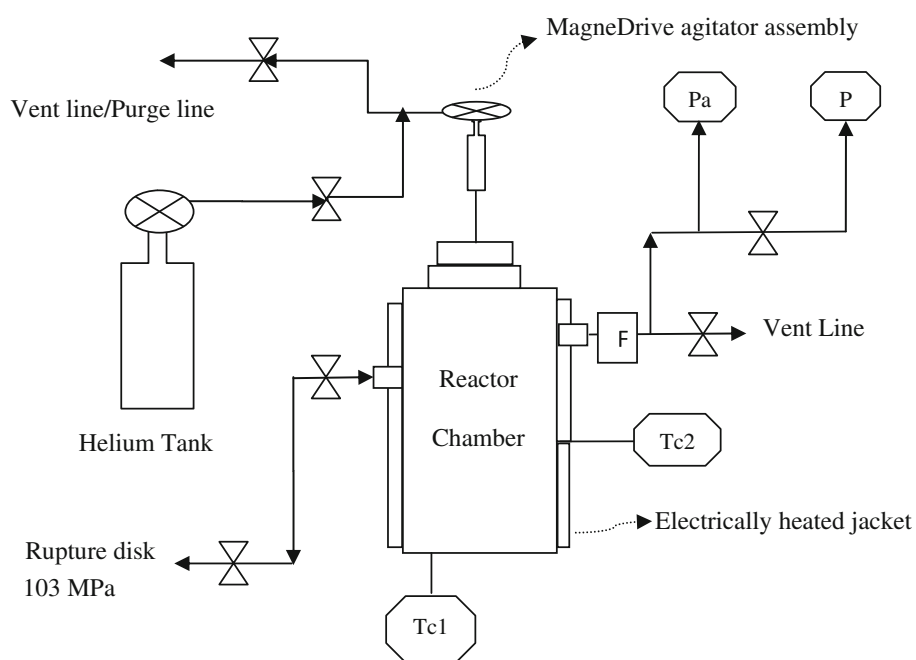 MagneDrive agitator assembly
Vent line/Purge line
Pa
P
Vent Line
F
Reactor
Chamber
Helium Tank
Tc2
Electrically heated jacket
Rupture disk
103 MPa
Tc1